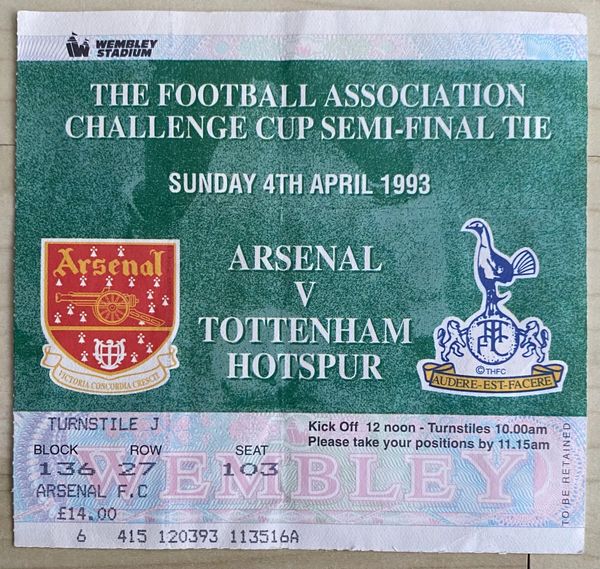 WEMBLEY
STADIUM
THE FOOTBALL ASSOCIATION
CHALLENGE CUP SEMI-FINAL TIE
SUNDAY 4TH APRIL 1993
ARSENAL
V
TOTTENHAM
HOTSPUR
Arsenal
VICTORIA CONCORDIA CRESCIT
©THFC
AUDERE-EST-FACERE
TURNSTILE J
BLOCK ROW SEAT
136 27 103
ARSENAL F.C
£14.00
6 415 120393 113516A
Kick Off 12 noon - Turnstiles 10.00am
Please take your positions by 11.15am
WEMBLEY
TO BE RETAINED